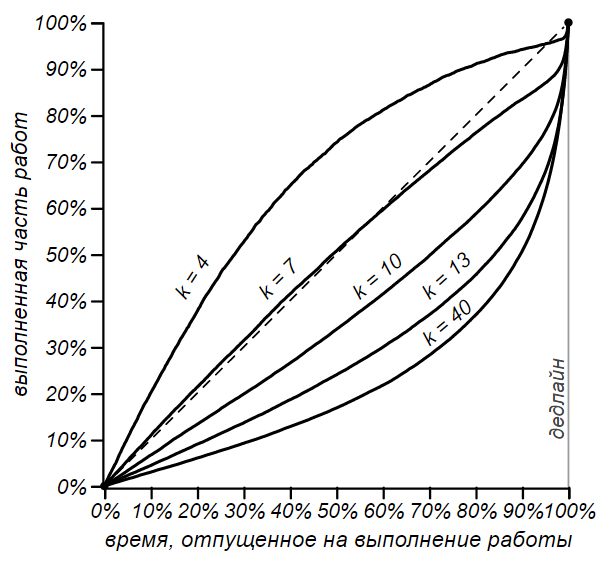 100%
90%
80%
70%
60%
50%
40%
30%
20%
10%
0%
выполненная часть работ
k = 4
k = 7
k = 10
k = 13
k = 40
дедлайн
0% 10% 20% 30% 40% 50% 60% 70% 80% 90% 100%
время, отпущенное на выполнение работы